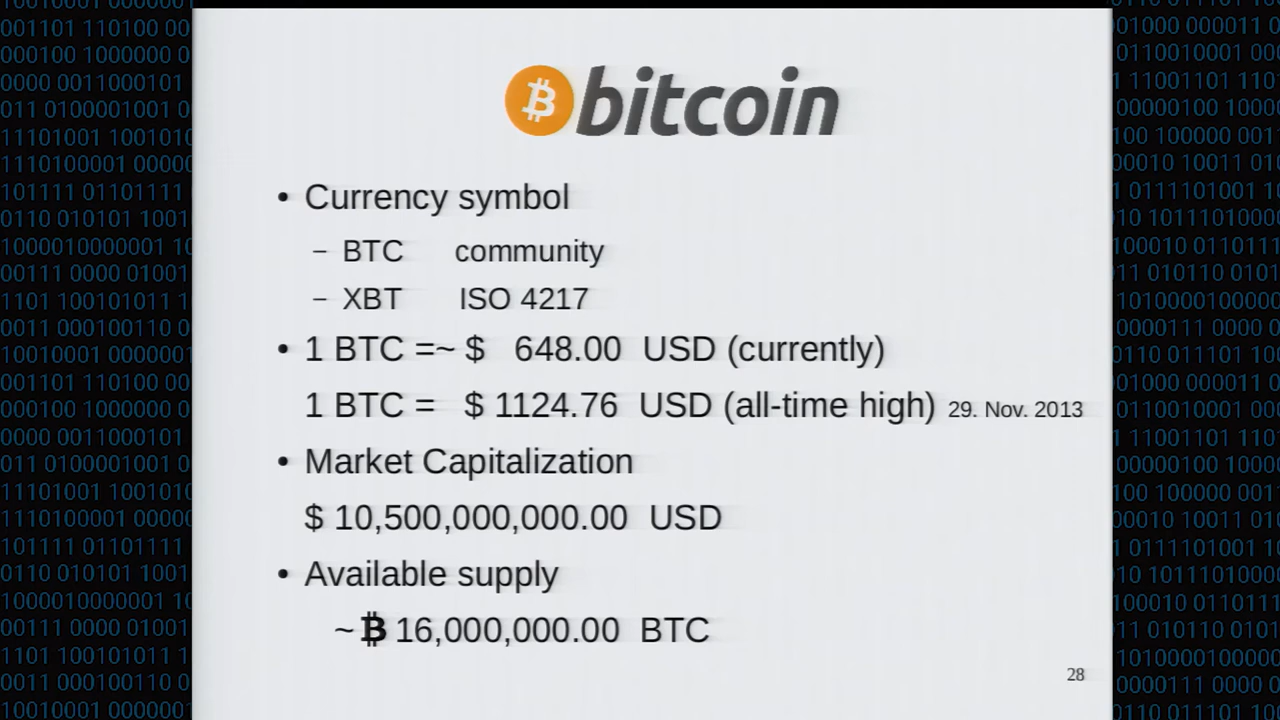 bitcoin
• Currency symbol
– BTC community
– XBT ISO 4217
• 1 BTC =~ $ 648.00 USD (currently)
1 BTC = $ 1124.76 USD (all-time high) 29. Nov. 2013
• Market Capitalization
$ 10,500,000,000.00 USD
• Available supply
~ ₿ 16,000,000.00 BTC
28